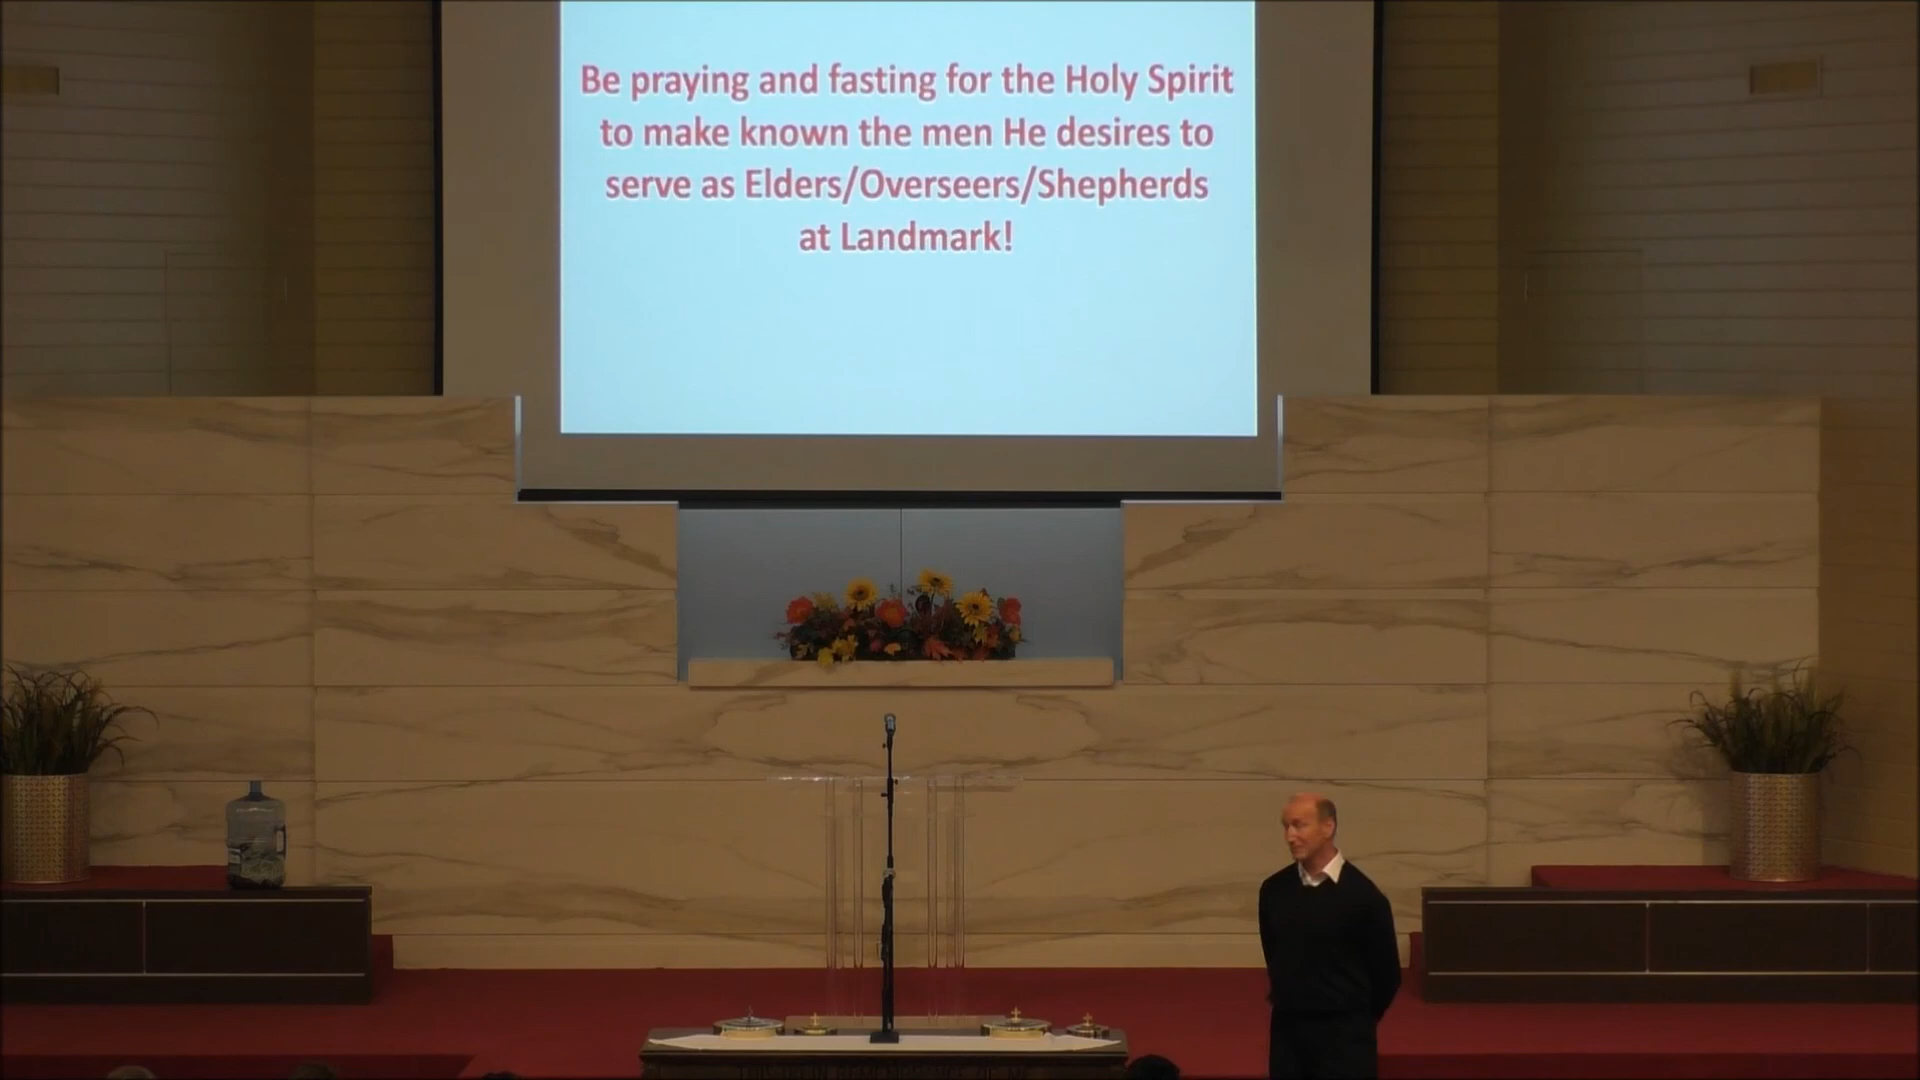 Be praying and fasting for the Holy Spirit
to make known the men He desires to
serve as Elders/Overseers/Shepherds
at Landmark!